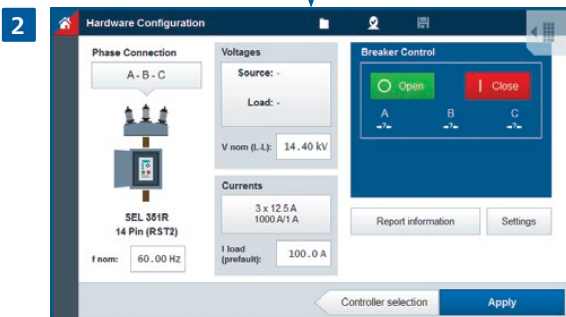 2
Hardware Configuration
Phase Connection
A - B - C
SEL 351R
14 Pin (RST2)
f nom: 60.00 Hz
Voltages
Source: -
Load: -
V nom (L-L): 14.40 kV
Currents
3 x 12.5 A
1000 A/1 A
I load
(prefault): 100.0 A
Breaker Control
Open
Close
A B C
-?- -?- -?-
Report information
Settings
Controller selection
Apply